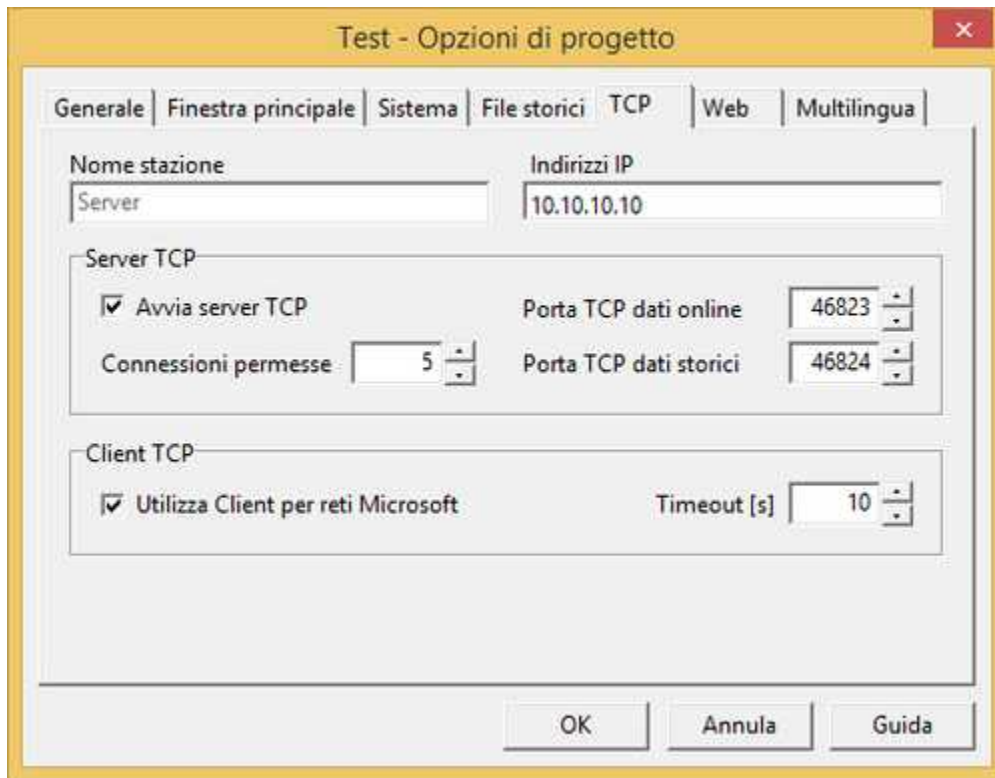 Test - Opzioni di progetto
Generale Finestra principale Sistema File storici TCP Web Multilingua
Nome stazione Indirizzi IP
Server 10.10.10.10
Server TCP
Avvia server TCP Porta TCP dati online 46823
Connessioni permesse 5 Porta TCP dati storici 46824
Client TCP
Utilizza Client per reti Microsoft Timeout [s] 10
OK Annulla Guida